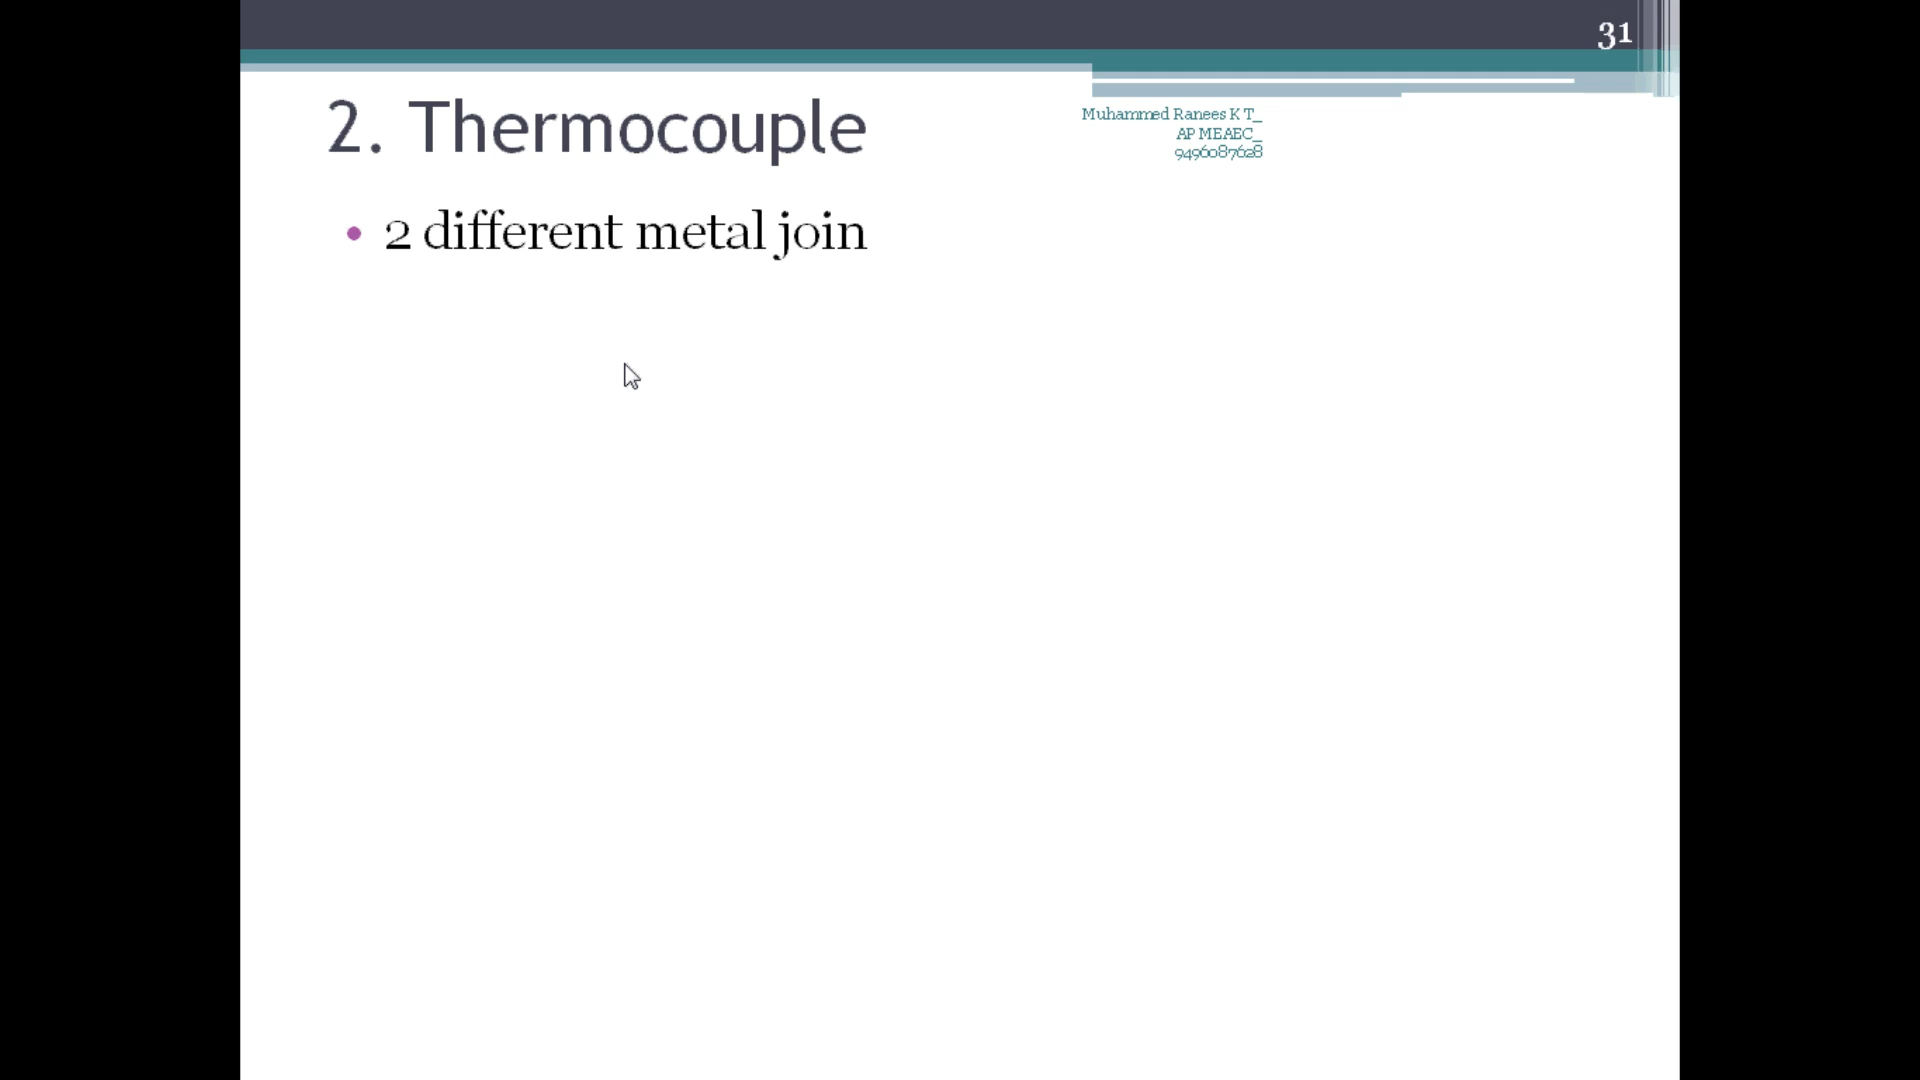 31
2. Thermocouple
Muhammed Ranees K T_
AP MEAEC_
9496087628
• 2 different metal join